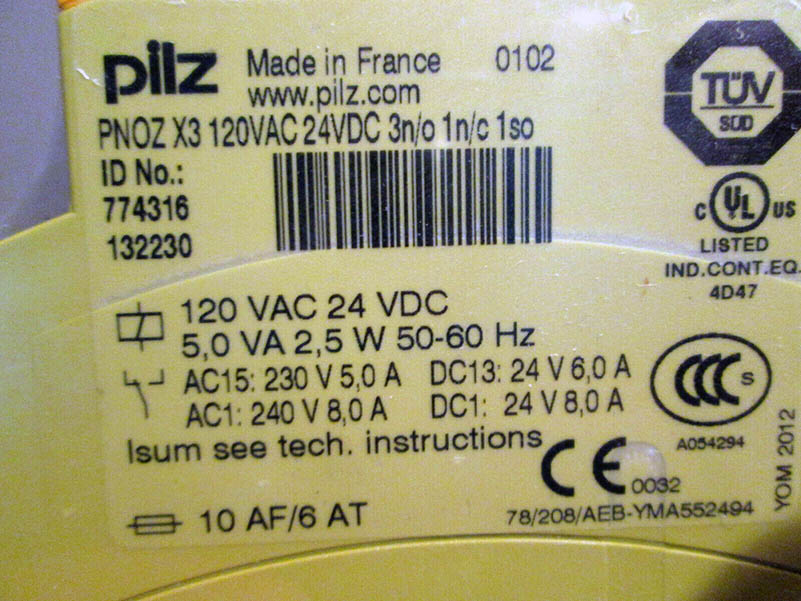 pilz Made in France 0102
www.pilz.com
PNOZ X3 120VAC 24VDC 3n/o 1n/c 1so
ID No.:
774316
132230
TÜV
SÜD
C UL US
LISTED
IND.CONT.EQ.
4D47
120 VAC 24 VDC
5,0 VA 2,5 W 50-60 Hz
AC15: 230 V 5,0 A DC13: 24 V 6,0 A
AC1: 240 V 8,0 A DC1: 24 V 8,0 A
CCC S
A054294
Isum see tech. instructions
CE 0032
10 AF/6 AT
78/208/AEB-YMA552494
YOM 2012